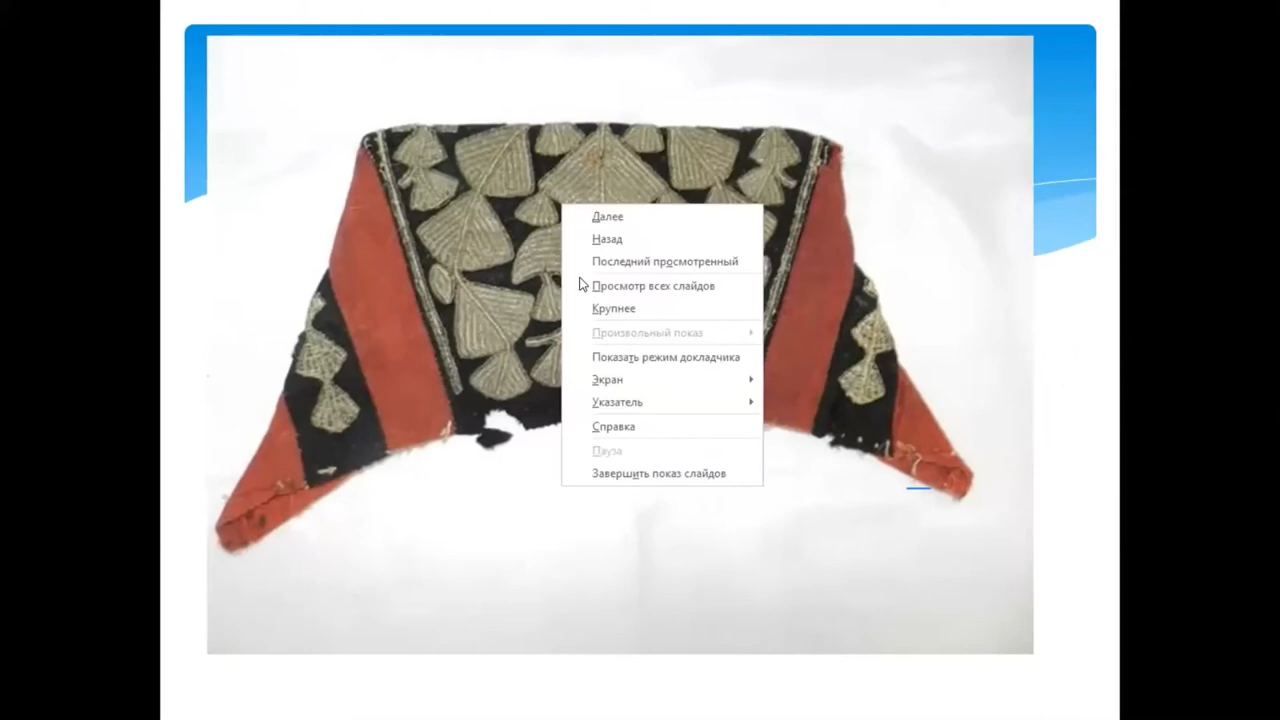 Далее
Назад
Последний просмотренный
Просмотр всех слайдов
Крупнее
Произвольный показ
Показать режим докладчика
Экран
Указатель
Справка
Пауза
Завершить показ слайдов